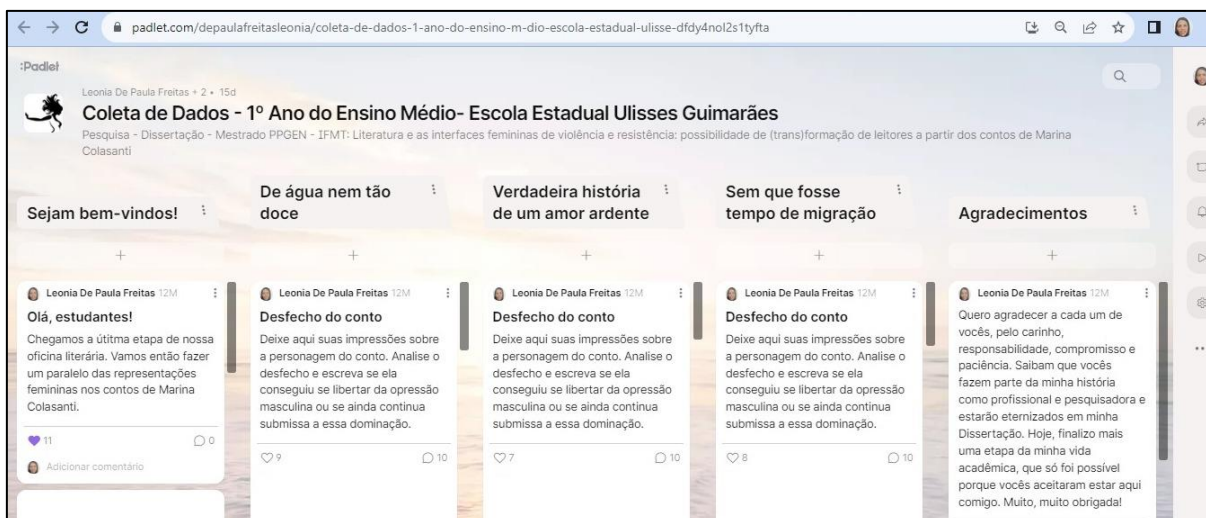 padlet.com/depaulafreitasleonia/coleta-de-dados-1-ano-do-ensino-m-dio-escola-estadual-ulisse-dfdy4nol2s1tyfta
:Padlet
Leonia De Paula Freitas + 2 • 15d
Coleta de Dados - 1º Ano do Ensino Médio- Escola Estadual Ulisses Guimarães
Pesquisa - Dissertação - Mestrado PPGEN - IFMT: Literatura e as interfaces femininas de violência e resistência: possibilidade de (trans)formação de leitores a partir dos contos de Marina
Colasanti
Sejam bem-vindos!
Leonia De Paula Freitas 12M
Olá, estudantes!
Chegamos a útitma etapa de nossa
oficina literária. Vamos então fazer
um paralelo das representações
femininas nos contos de Marina
Colasanti.
11
0
Adicionar comentário
De água nem tão
doce
Leonia De Paula Freitas 12M
Desfecho do conto
Deixe aqui suas impressões sobre
a personagem do conto. Analise o
desfecho e escreva se ela
conseguiu se libertar da opressão
masculina ou se ainda continua
submissa a essa dominação.
9
10
Verdadeira história
de um amor ardente
Leonia De Paula Freitas 12M
Desfecho do conto
Deixe aqui suas impressões sobre
a personagem do conto. Analise o
desfecho e escreva se ela
conseguiu se libertar da opressão
masculina ou se ainda continua
submissa a essa dominação.
7
10
Sem que fosse
tempo de migração
Leonia De Paula Freitas 12M
Desfecho do conto
Deixe aqui suas impressões sobre
a personagem do conto. Analise o
desfecho e escreva se ela
conseguiu se libertar da opressão
masculina ou se ainda continua
submissa a essa dominação.
8
10
Agradecimentos
Leonia De Paula Freitas 12M
Quero agradecer a cada um de
vocês, pelo carinho,
responsabilidade, compromisso e
paciência. Saibam que vocês
fazem parte da minha história
como profissional e pesquisadora e
estarão eternizados em minha
Dissertação. Hoje, finalizo mais
uma etapa da minha vida
acadêmica, que só foi possível
porque vocês aceitaram estar aqui
comigo. Muito, muito obrigada!